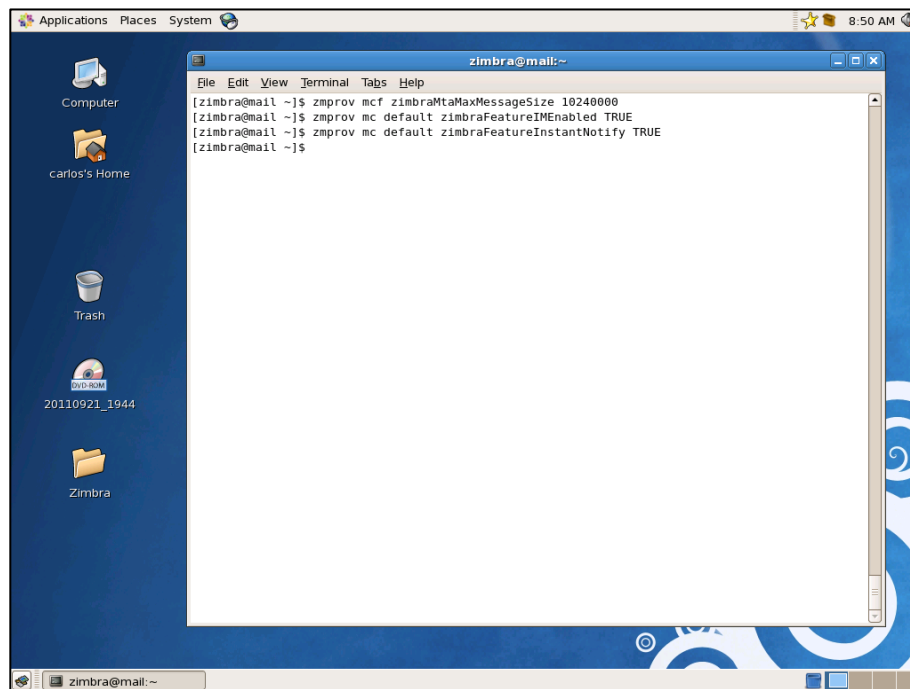 Applications Places System 8:50 AM
zimbra@mail:~
File Edit View Terminal Tabs Help
[zimbra@mail ~]$ zmprov mcf zimbraMtaMaxMessageSize 10240000
[zimbra@mail ~]$ zmprov mc default zimbraFeatureIMEnabled TRUE
[zimbra@mail ~]$ zmprov mc default zimbraFeatureInstantNotify TRUE
[zimbra@mail ~]$
Computer
carlos's Home
Trash
DVD-ROM
20110921_1944
Zimbra
zimbra@mail:~